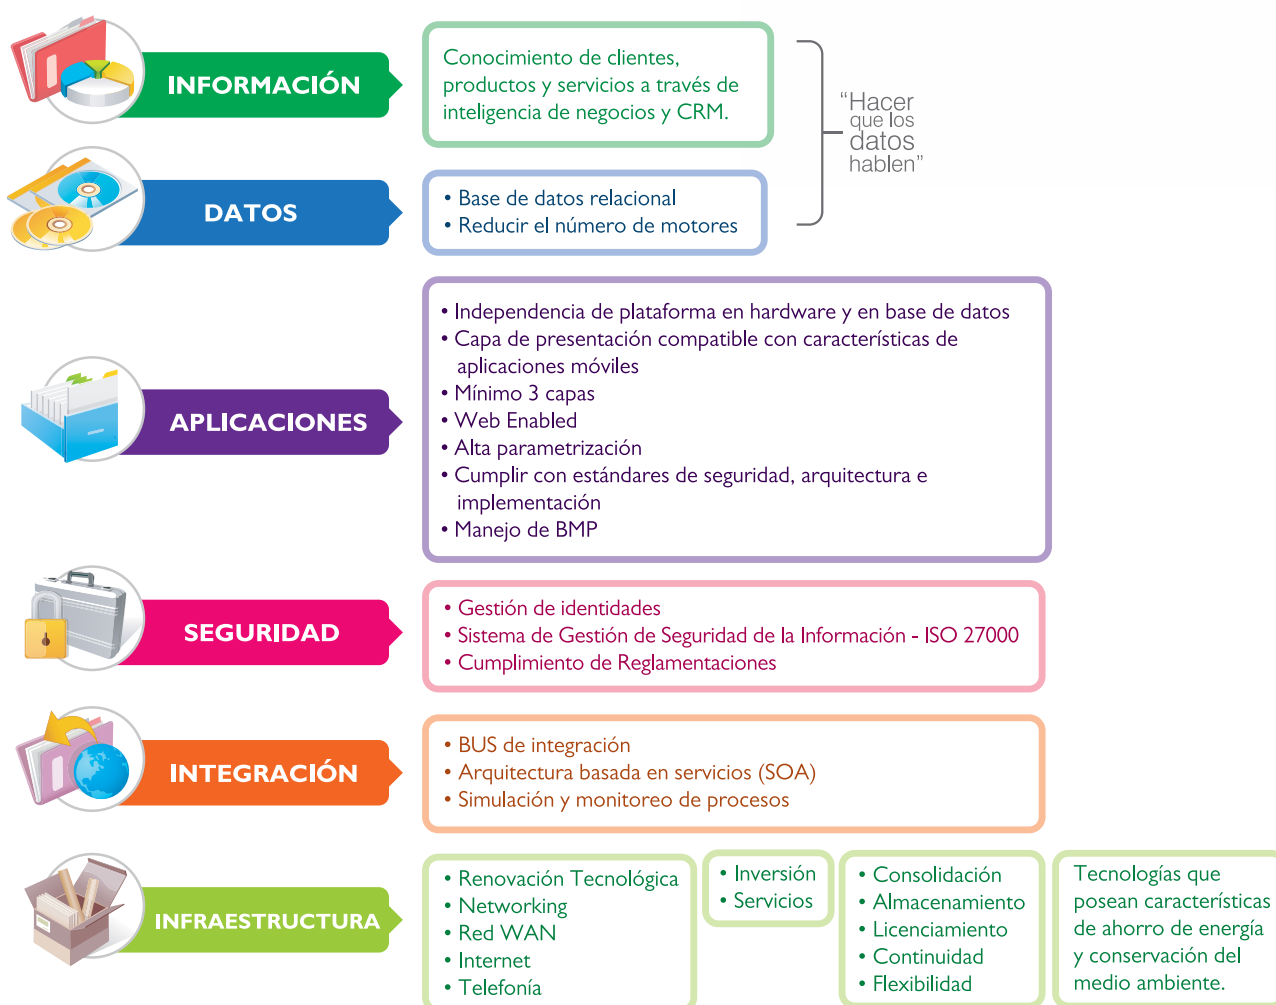 INFORMACIÓN
Conocimiento de clientes,
productos y servicios a través de
inteligencia de negocios y CRM.
“Hacer
que los
datos
hablen”
DATOS
• Base de datos relacional
• Reducir el número de motores
APLICACIONES
• Independencia de plataforma en hardware y en base de datos
• Capa de presentación compatible con características de
aplicaciones móviles
• Mínimo 3 capas
• Web Enabled
• Alta parametrización
• Cumplir con estándares de seguridad, arquitectura e
implementación
• Manejo de BMP
SEGURIDAD
• Gestión de identidades
• Sistema de Gestión de Seguridad de la Información - ISO 27000
• Cumplimiento de Reglamentaciones
INTEGRACIÓN
• BUS de integración
• Arquitectura basada en servicios (SOA)
• Simulación y monitoreo de procesos
INFRAESTRUCTURA
• Renovación Tecnológica
• Networking
• Red WAN
• Internet
• Telefonía
• Inversión
• Servicios
• Consolidación
• Almacenamiento
• Licenciamiento
• Continuidad
• Flexibilidad
Tecnologías que
posean características
de ahorro de energía
y conservación del
medio ambiente.